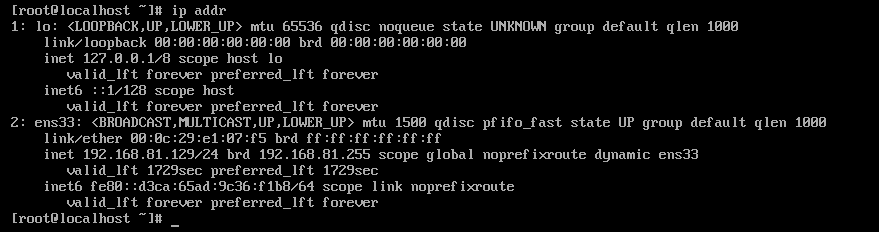 [root@localhost ~]# ip addr
1: lo: <LOOPBACK,UP,LOWER_UP> mtu 65536 qdisc noqueue state UNKNOWN group default qlen 1000
    link/loopback 00:00:00:00:00:00 brd 00:00:00:00:00:00
    inet 127.0.0.1/8 scope host lo
       valid_lft forever preferred_lft forever
    inet6 ::1/128 scope host
       valid_lft forever preferred_lft forever
2: ens33: <BROADCAST,MULTICAST,UP,LOWER_UP> mtu 1500 qdisc pfifo_fast state UP group default qlen 1000
    link/ether 00:0c:29:e1:07:f5 brd ff:ff:ff:ff:ff:ff
    inet 192.168.81.129/24 brd 192.168.81.255 scope global noprefixroute dynamic ens33
       valid_lft 1729sec preferred_lft 1729sec
    inet6 fe80::d3ca:65ad:9c36:f1b8/64 scope link noprefixroute
       valid_lft forever preferred_lft forever
[root@localhost ~]# _